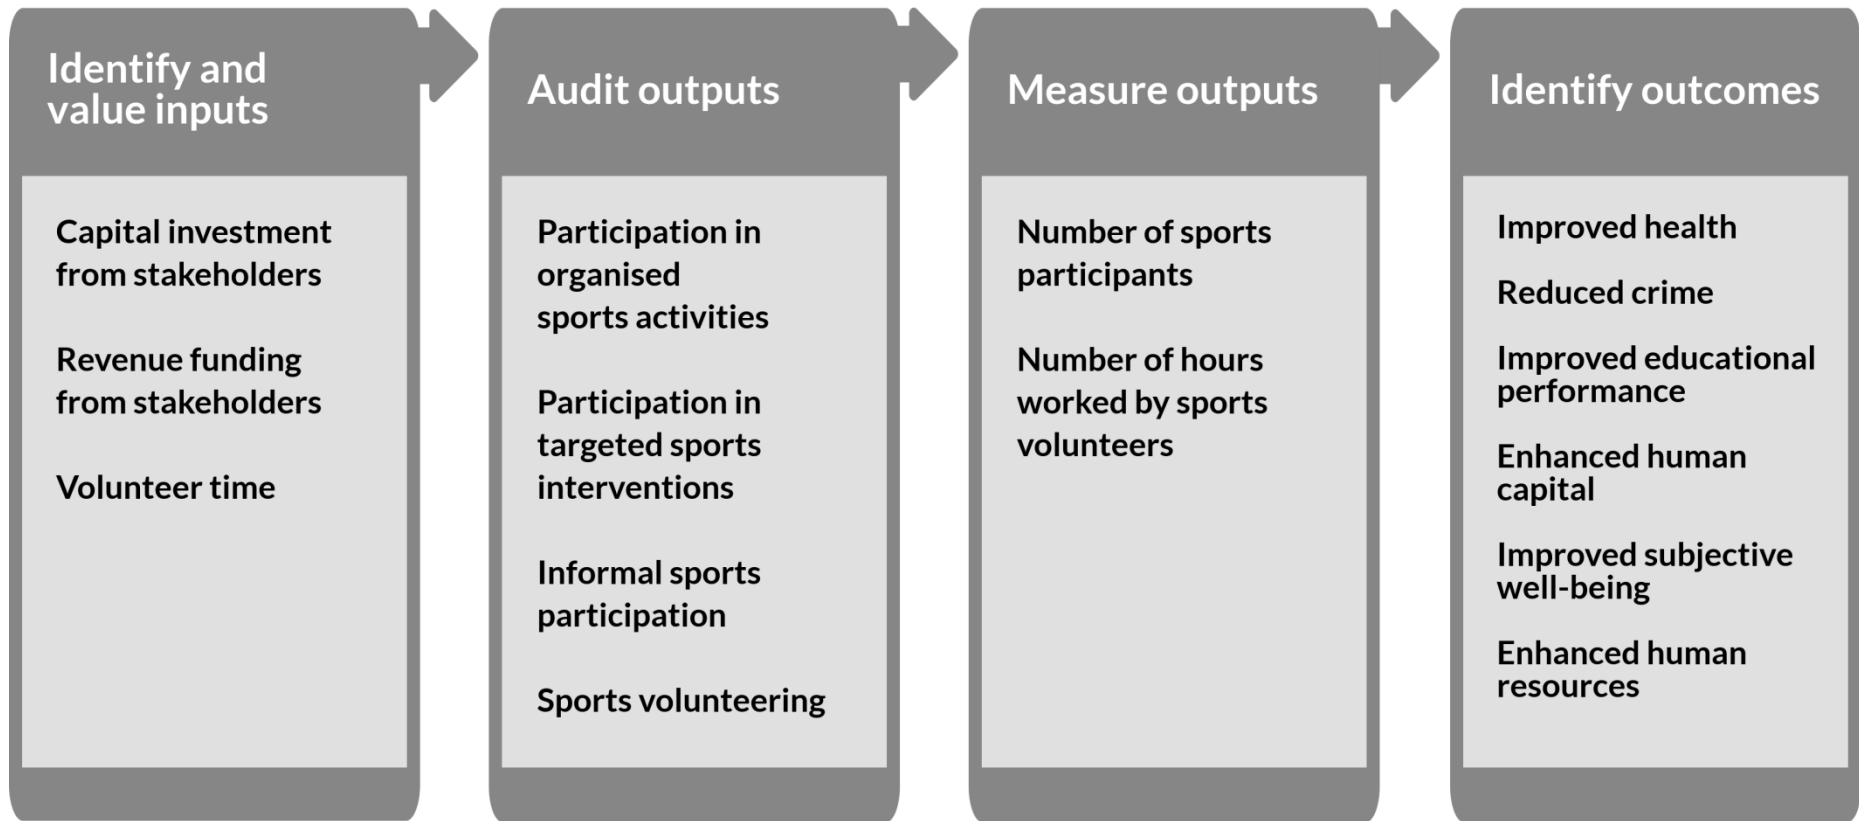 Identify and
value inputs
Capital investment
from stakeholders
Revenue funding
from stakeholders
Volunteer time
Audit outputs
Participation in
organised
sports activities
Participation in
targeted sports
interventions
Informal sports
participation
Sports volunteering
Measure outputs
Number of sports
participants
Number of hours
worked by sports
volunteers
Identify outcomes
Improved health
Reduced crime
Improved educational
performance
Enhanced human
capital
Improved subjective
well-being
Enhanced human
resources